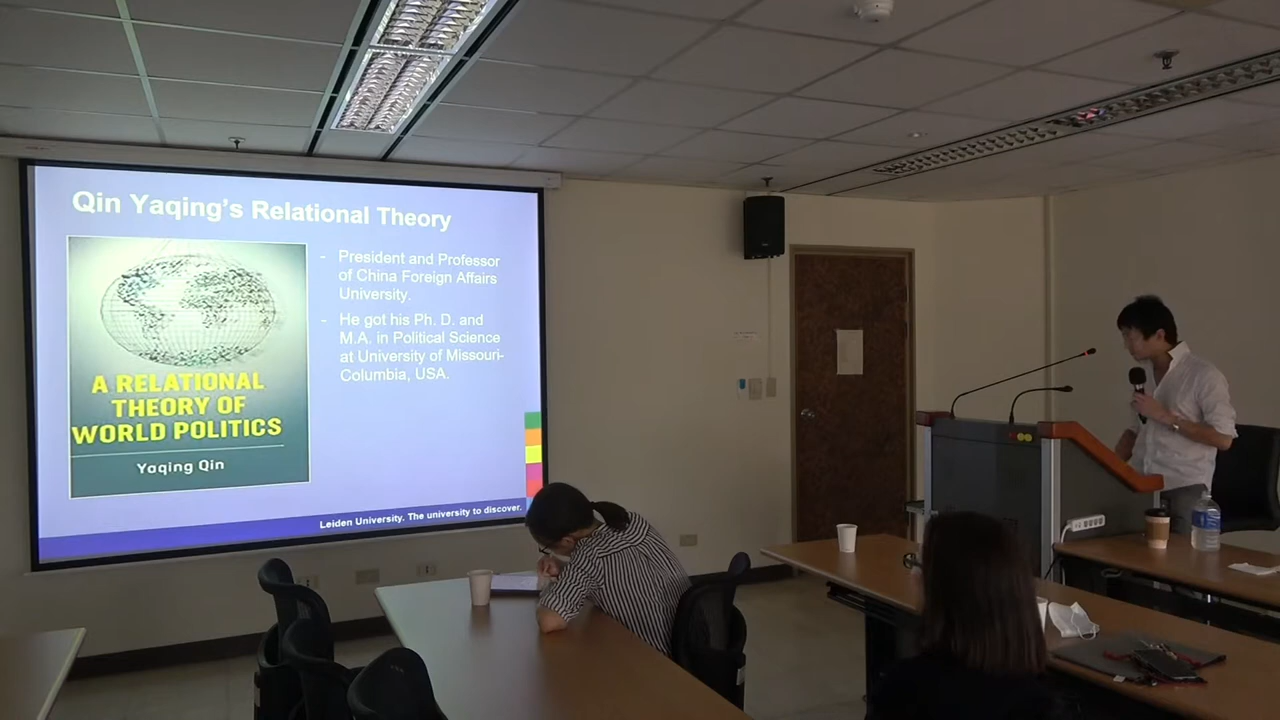 Qin Yaqing's Relational Theory
- President and Professor
of China Foreign Affairs
University.
- He got his Ph. D. and
M.A. in Political Science
at University of Missouri-
Columbia, USA.
A RELATIONAL
THEORY OF
WORLD POLITICS
Yaqing Qin
Leiden University. The university to discover.